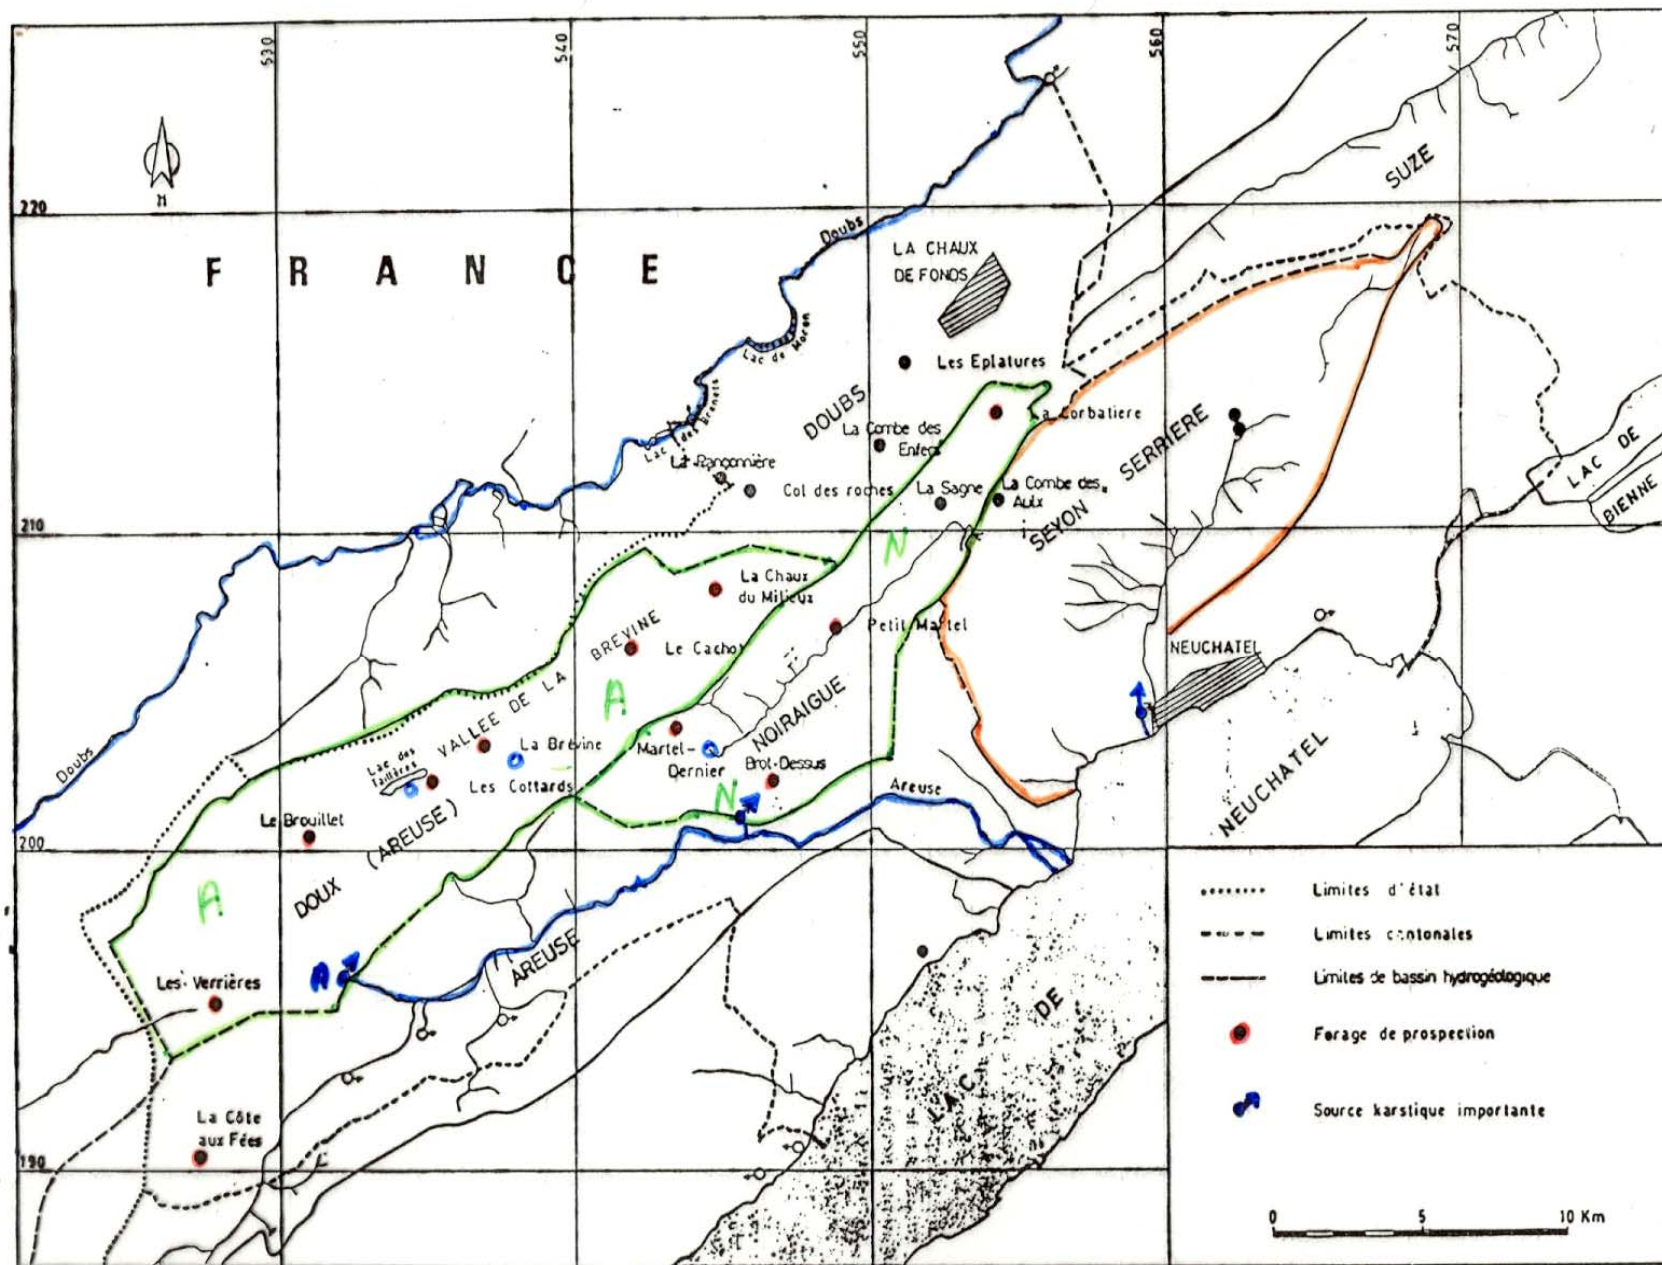 530
540
550
560
570
220
210
200
190
N
FRANCE
SUZE
Doubs
LA CHAUX
DE FONDS
Lac de Moron
Les Eplatures
Lac des Brenets
DOUBS
La Corbatière
La Combe des
Enfers
SERRIERE
LAC DE
BIENNE
La Rançonnière
Col des roches
La Sagne
La Combe des
Aulx
SEYON
N
La Chaux
du Milieux
Petit Martel
BREVINE
Le Cachot
NEUCHATEL
A
VALLEE DE LA
NOIRAIGUE
Doubs
Lac des
Taillères
La Brévine
Martel-
Dernier
Brot-Dessus
Les Cottards
N
Areuse
NEUCHATEL
Le Brouillet
(AREUSE)
DOUX
A
AREUSE
A
Les Verrières
DE
LAC
La Côte
aux Fées
Limites d'état
Limites cantonales
Limites de bassin hydrogéologique
Forage de prospection
Source karstique importante
0 5 10 Km